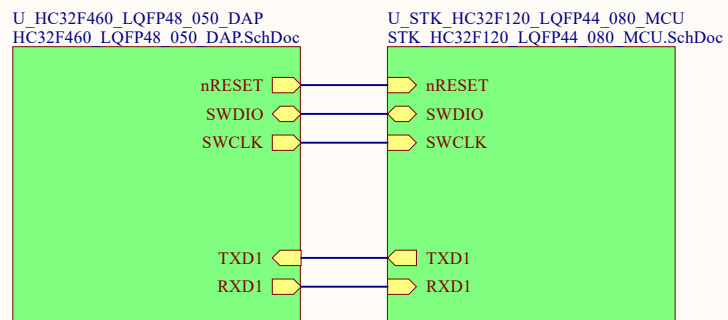 U_HC32F460_LQFP48_050_DAP
HC32F460_LQFP48_050_DAP.SchDoc
nRESET
SWDIO
SWCLK
TXD1
RXD1
U_STK_HC32F120_LQFP44_080_MCU
STK_HC32F120_LQFP44_080_MCU.SchDoc
nRESET
SWDIO
SWCLK
TXD1
RXD1